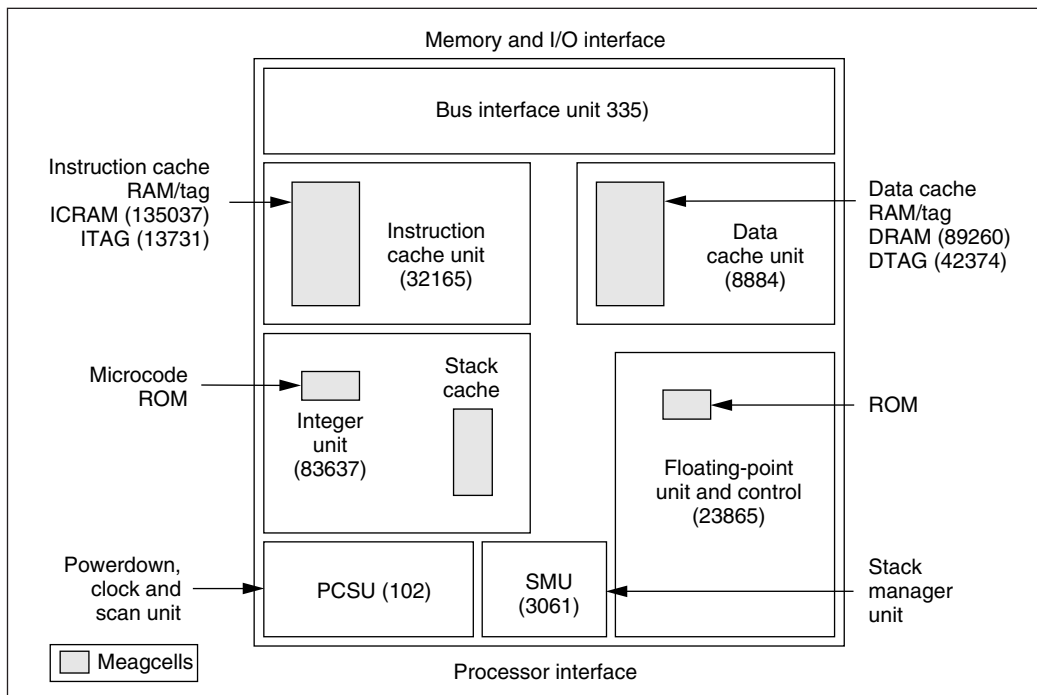 Memory and I/O interface
Bus interface unit 335)
Instruction cache
RAM/tag
ICRAM (135037)
ITAG (13731)
Instruction
cache unit
(32165)
Data
cache unit
(8884)
Data cache
RAM/tag
DRAM (89260)
DTAG (42374)
Microcode
ROM
Integer
unit
(83637)
Stack
cache
Floating-point
unit and control
(23865)
ROM
Powerdown,
clock and
scan unit
PCSU (102)
SMU
(3061)
Stack
manager
unit
Meagcells
Processor interface